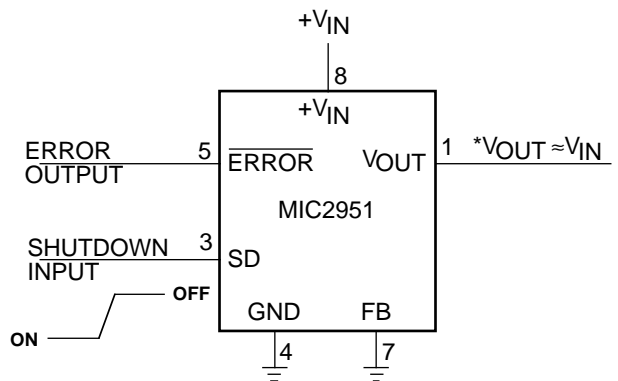 +VIN
8
+VIN
ERROR
OUTPUT
5
ERROR
VOUT
1
*VOUT ≈VIN
MIC2951
SHUTDOWN
INPUT
3
SD
OFF
ON
GND
FB
4
7